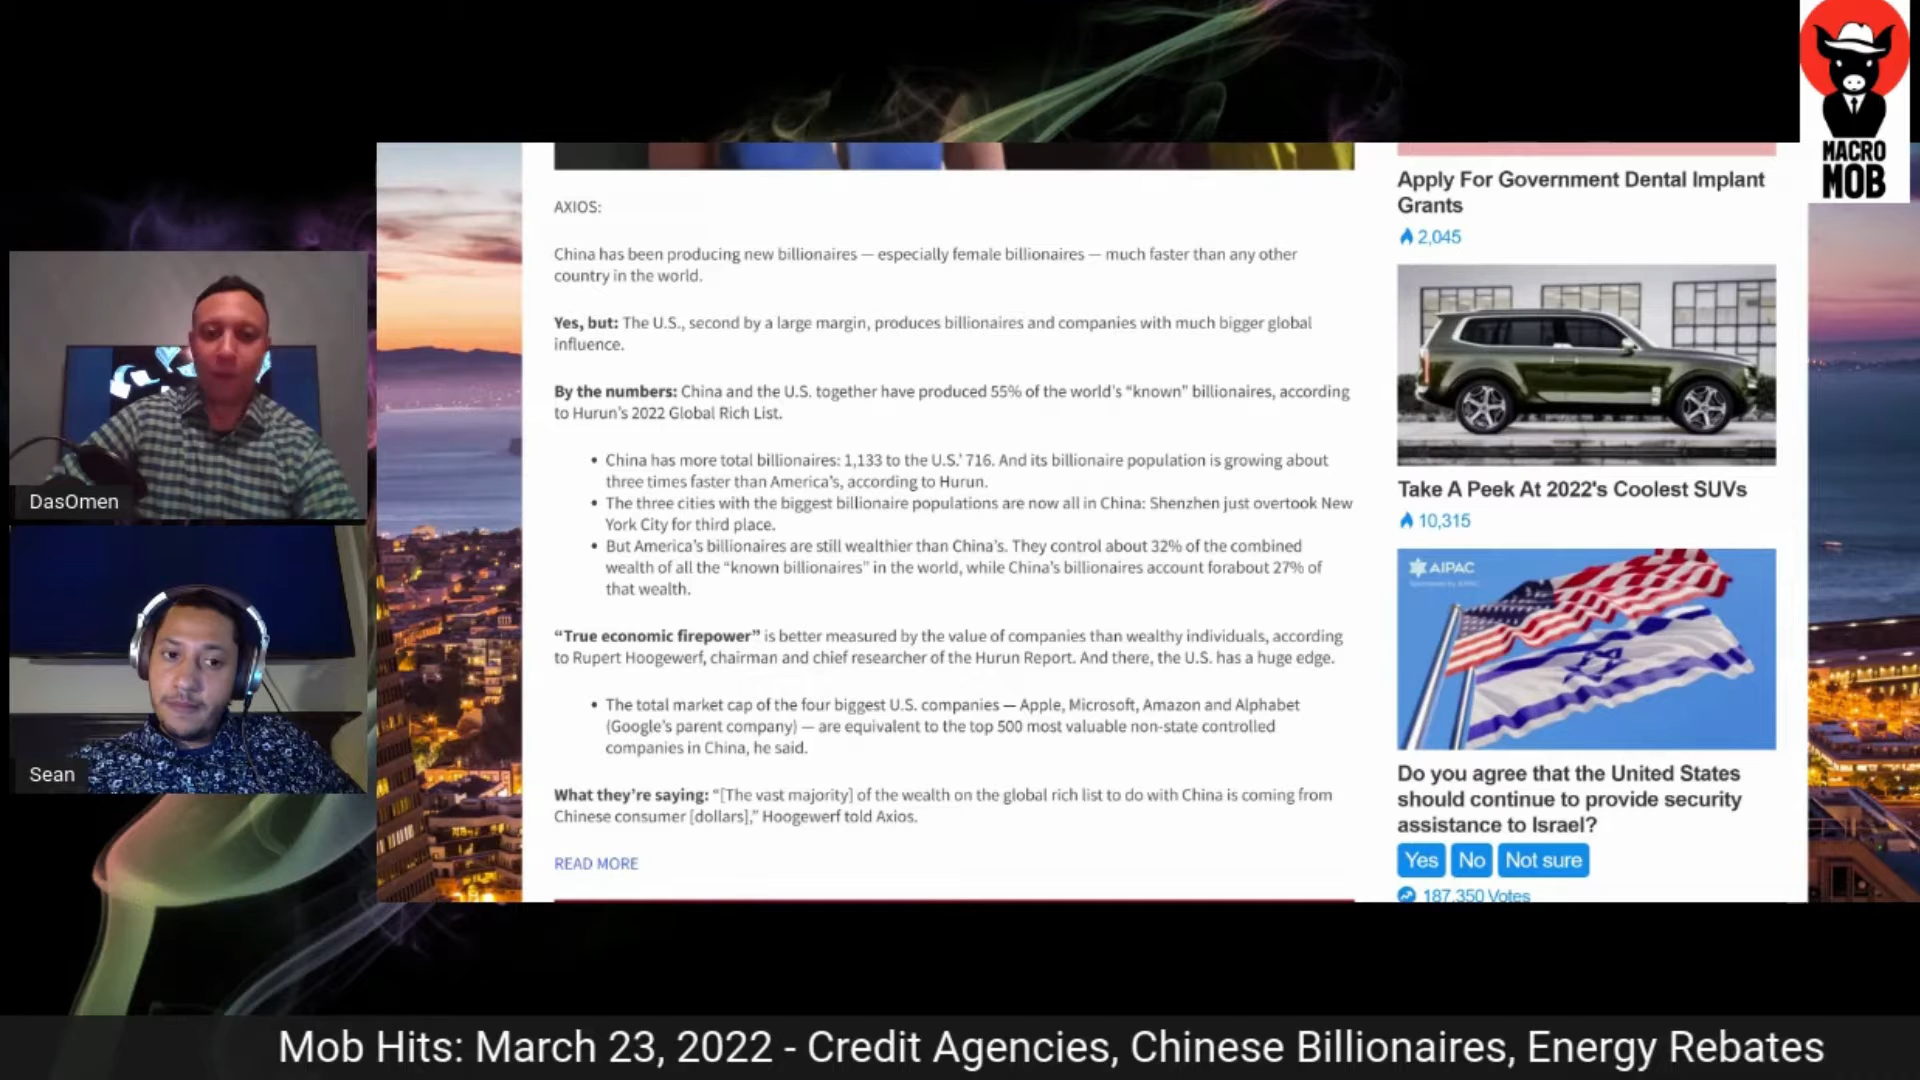 MACRO
MOB
AXIOS:
China has been producing new billionaires — especially female billionaires — much faster than any other
country in the world.
Yes, but: The U.S., second by a large margin, produces billionaires and companies with much bigger global
influence.
By the numbers: China and the U.S. together have produced 55% of the world’s “known” billionaires, according
to Hurun’s 2022 Global Rich List.
• China has more total billionaires: 1,133 to the U.S.’ 716. And its billionaire population is growing about
three times faster than America’s, according to Hurun.
• The three cities with the biggest billionaire populations are now all in China: Shenzhen just overtook New
York City for third place.
• But America’s billionaires are still wealthier than China’s. They control about 32% of the combined
wealth of all the “known billionaires” in the world, while China’s billionaires account forabout 27% of
that wealth.
“True economic firepower” is better measured by the value of companies than wealthy individuals, according
to Rupert Hoogewerf, chairman and chief researcher of the Hurun Report. And there, the U.S. has a huge edge.
• The total market cap of the four biggest U.S. companies — Apple, Microsoft, Amazon and Alphabet
(Google’s parent company) — are equivalent to the top 500 most valuable non-state controlled
companies in China, he said.
What they’re saying: “[The vast majority] of the wealth on the global rich list to do with China is coming from
Chinese consumer [dollars],” Hoogewerf told Axios.
READ MORE
Apply For Government Dental Implant
Grants
2,045
Take A Peek At 2022's Coolest SUVs
10,315
AIPAC
Sponsored by AIPAC
Do you agree that the United States
should continue to provide security
assistance to Israel?
Yes No Not sure
187,350 Votes
DasOmen
Sean
Mob Hits: March 23, 2022 - Credit Agencies, Chinese Billionaires, Energy Rebates